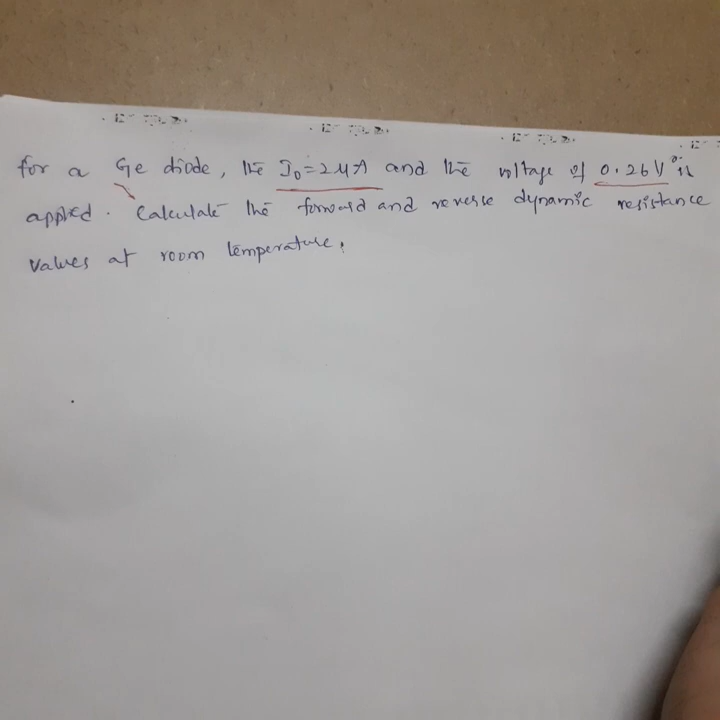 for a Ge diode, the I₀=2μA and the voltage of 0.26V is
applied. Calculate the forward and reverse dynamic resistance
values at room temperature.